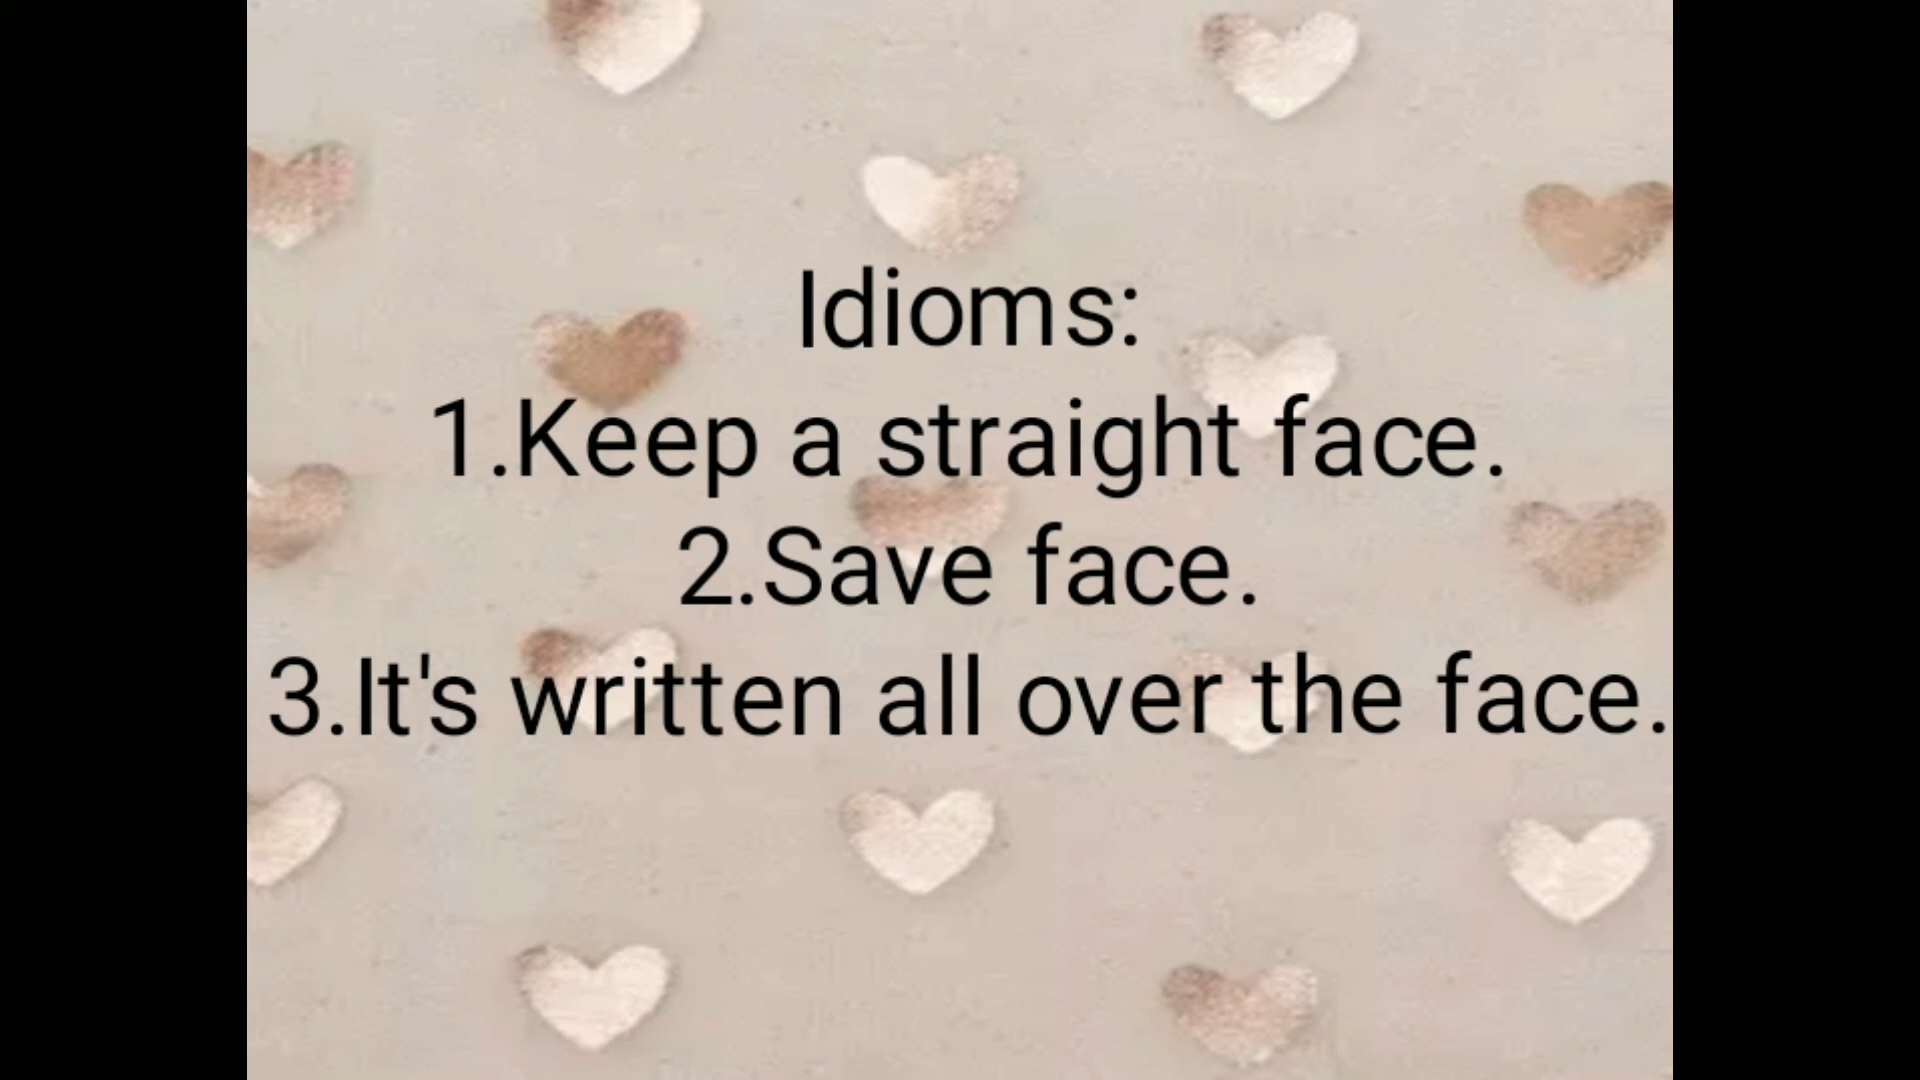 Idioms:
1.Keep a straight face.
2.Save face.
3.It's written all over the face.